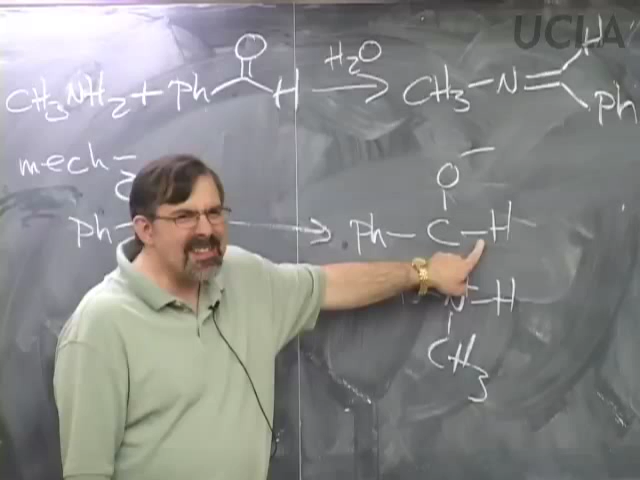 UCLA
CH₃NH₂ + Ph H H₂O CH₃-N= H Ph
O
mech-
O⁻
Ph Ph-C-H
N-H
CH₃